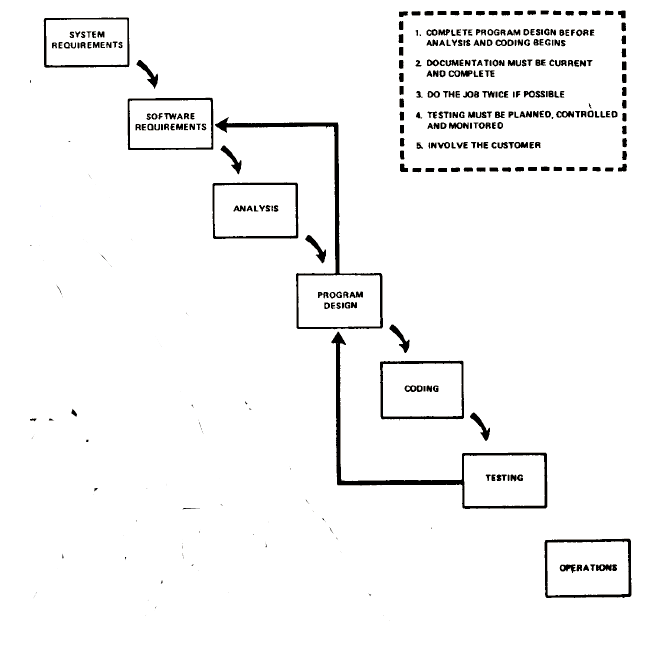 SYSTEM
REQUIREMENTS
1. COMPLETE PROGRAM DESIGN BEFORE
ANALYSIS AND CODING BEGINS
2. DOCUMENTATION MUST BE CURRENT
AND COMPLETE
3. DO THE JOB TWICE IF POSSIBLE
4. TESTING MUST BE PLANNED, CONTROLLED
AND MONITORED
5. INVOLVE THE CUSTOMER
SOFTWARE
REQUIREMENTS
ANALYSIS
PROGRAM
DESIGN
CODING
TESTING
OPERATIONS